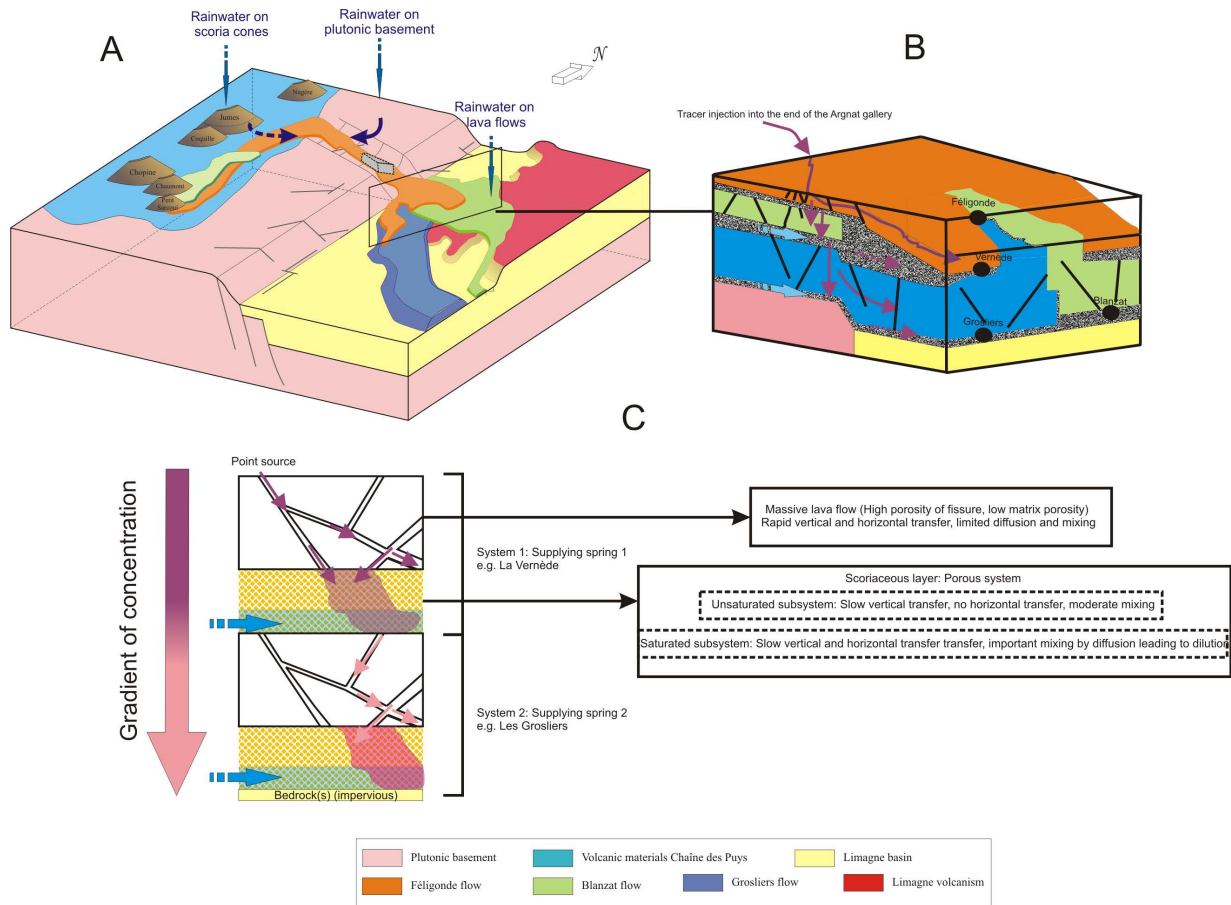 A
Rainwater on
scoria cones
Rainwater on
plutonic basement
N
Rainwater on
lava flows
Nugère
Jumes
Coquille
Chopine
Chaumont
Petit
Sarcoui
B
Tracer injection into the end of the Argnat gallery
Féligonde
Vernède
Blanzat
Grosliers
C
Gradient of concentration
Point source
System 1: Supplying spring 1
e.g. La Vernède
System 2: Supplying spring 2
e.g. Les Grosliers
Bedrock(s) (impervious)
Massive lava flow (High porosity of fissure, low matrix porosity)
Rapid vertical and horizontal transfer, limited diffusion and mixing
Scoriaceous layer: Porous system
Unsaturated subsystem: Slow vertical transfer, no horizontal transfer, moderate mixing
Saturated subsystem: Slow vertical and horizontal transfer transfer, important mixing by diffusion leading to dilution
Plutonic basement
Volcanic materials Chaîne des Puys
Limagne basin
Féligonde flow
Blanzat flow
Grosliers flow
Limagne volcanism